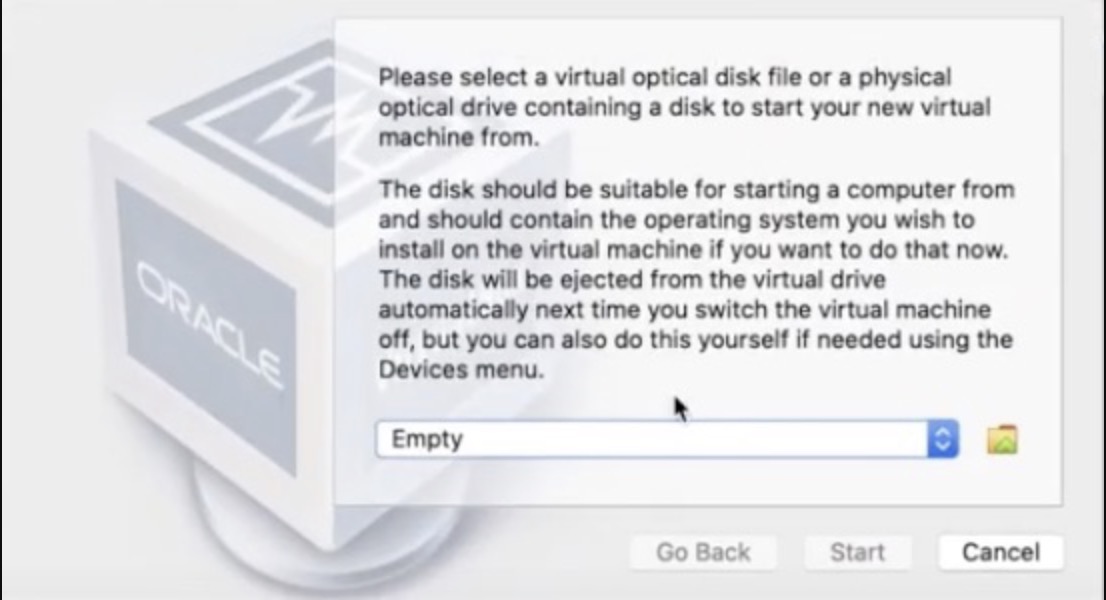 Please select a virtual optical disk file or a physical
optical drive containing a disk to start your new virtual
machine from.
The disk should be suitable for starting a computer from
and should contain the operating system you wish to
install on the virtual machine if you want to do that now.
The disk will be ejected from the virtual drive
automatically next time you switch the virtual machine
off, but you can also do this yourself if needed using the
Devices menu.
ORACLE
Empty
Go Back
Start
Cancel